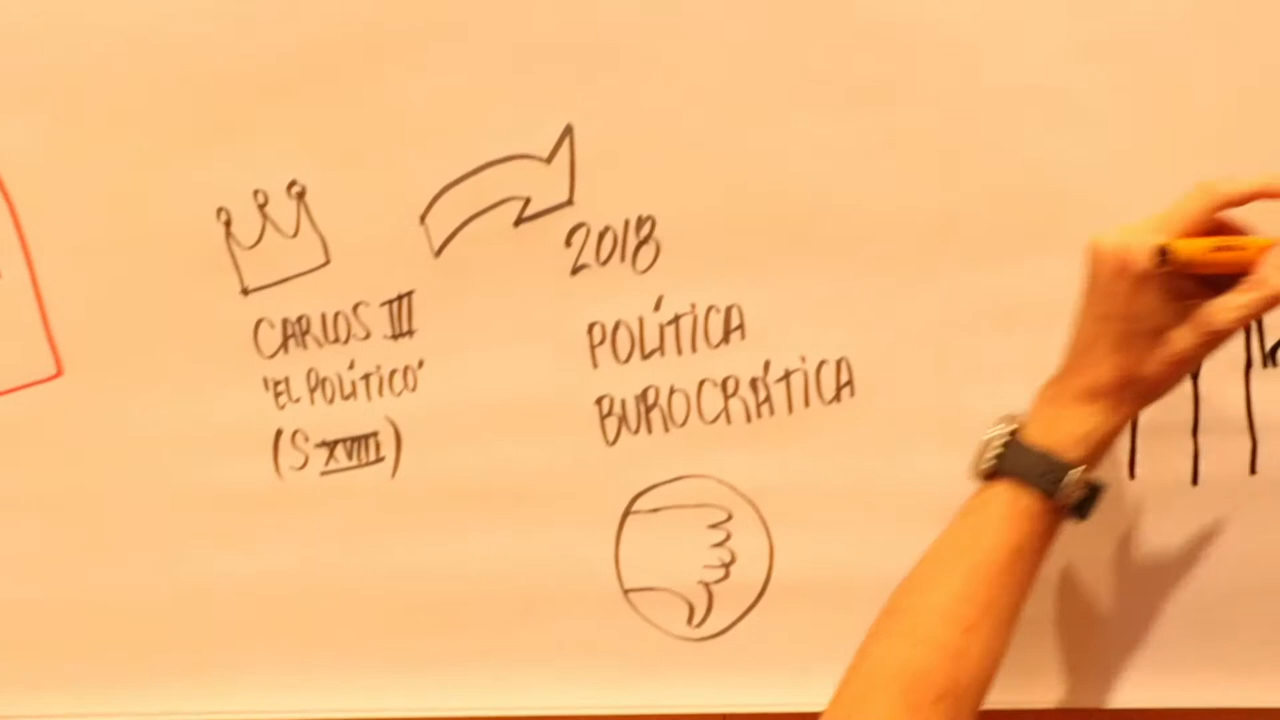 CARLOS III
'EL POLÍTICO'
(S XVIII)
2018
POLÍTICA
BUROCRÁTICA